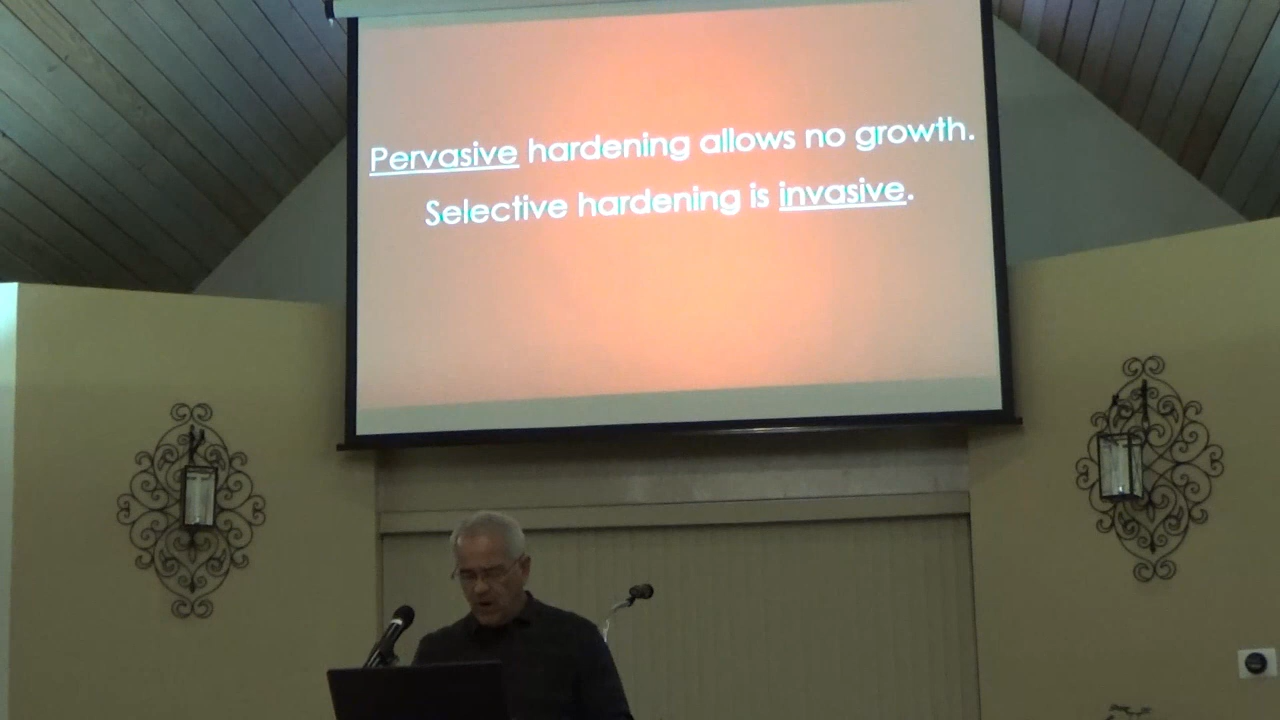 Pervasive hardening allows no growth.
Selective hardening is invasive.